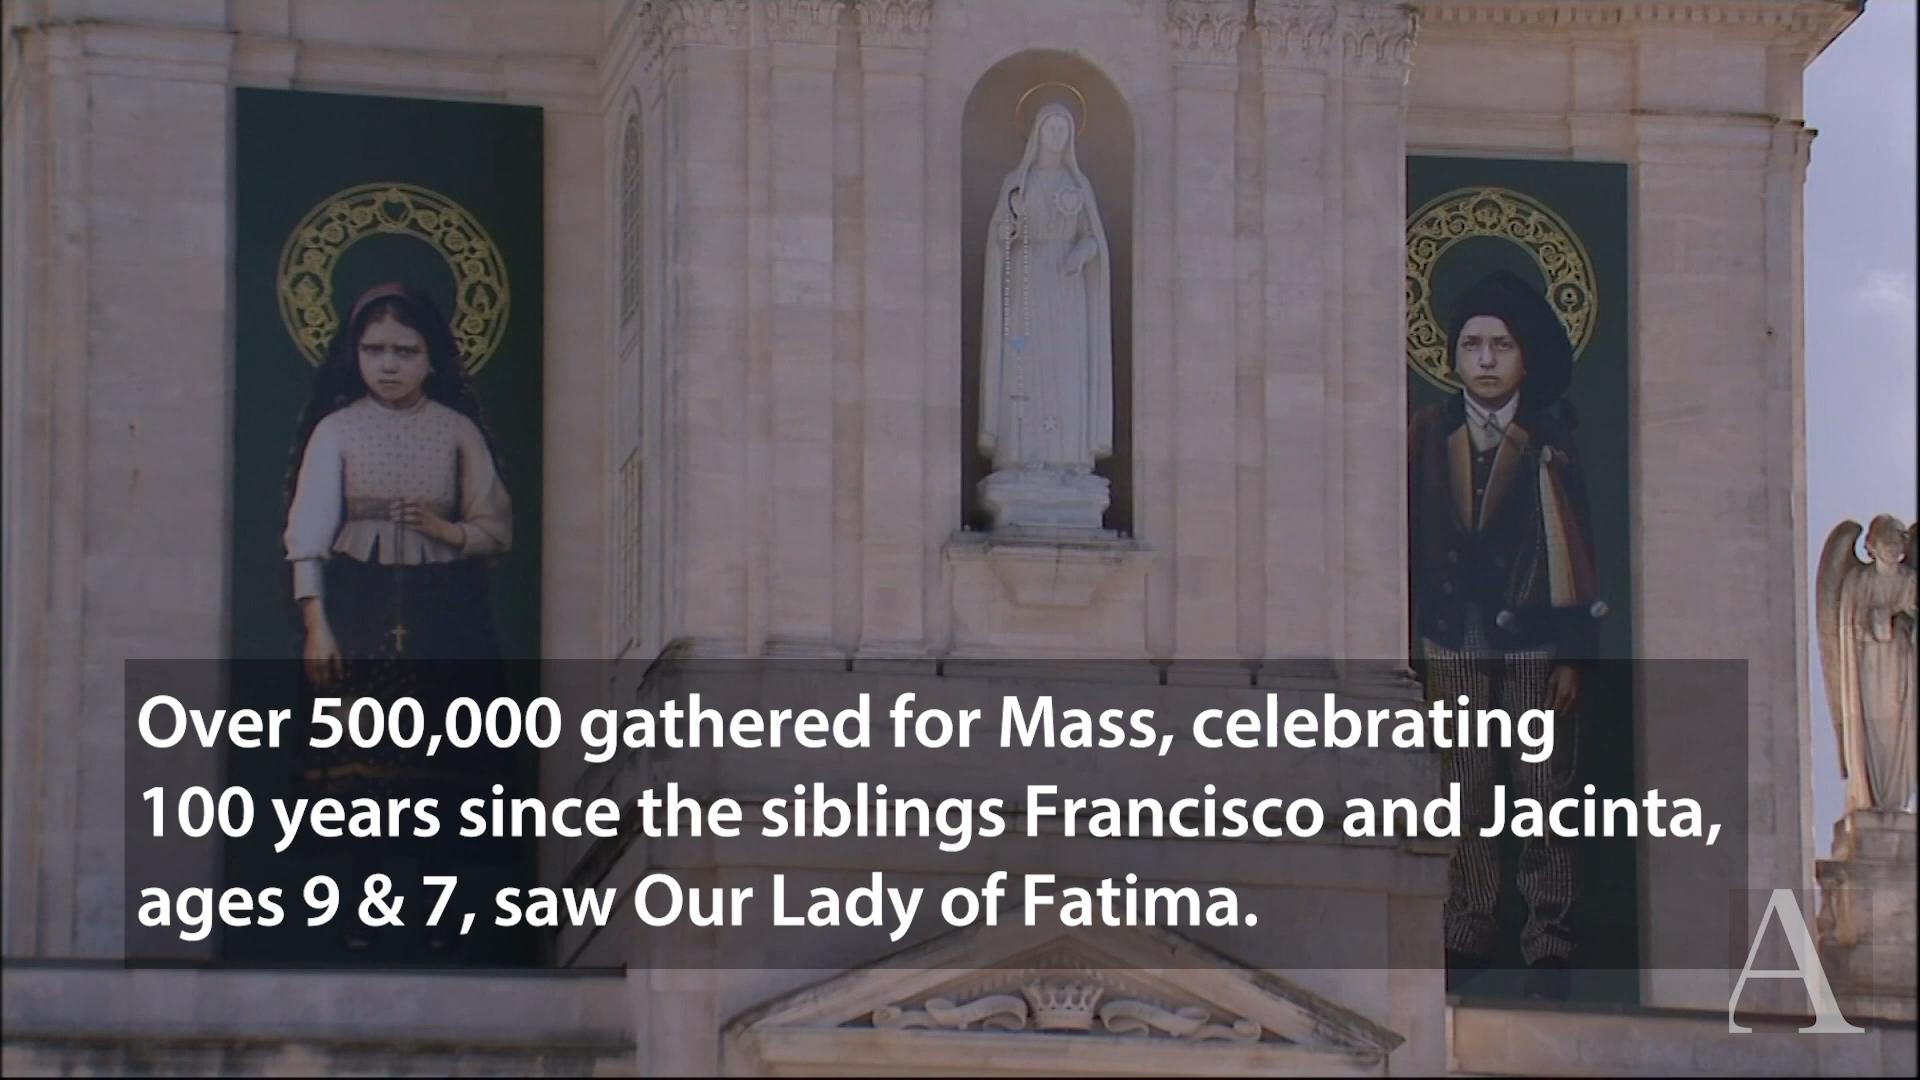 Over 500,000 gathered for Mass, celebrating
100 years since the siblings Francisco and Jacinta,
ages 9 & 7, saw Our Lady of Fatima.
A